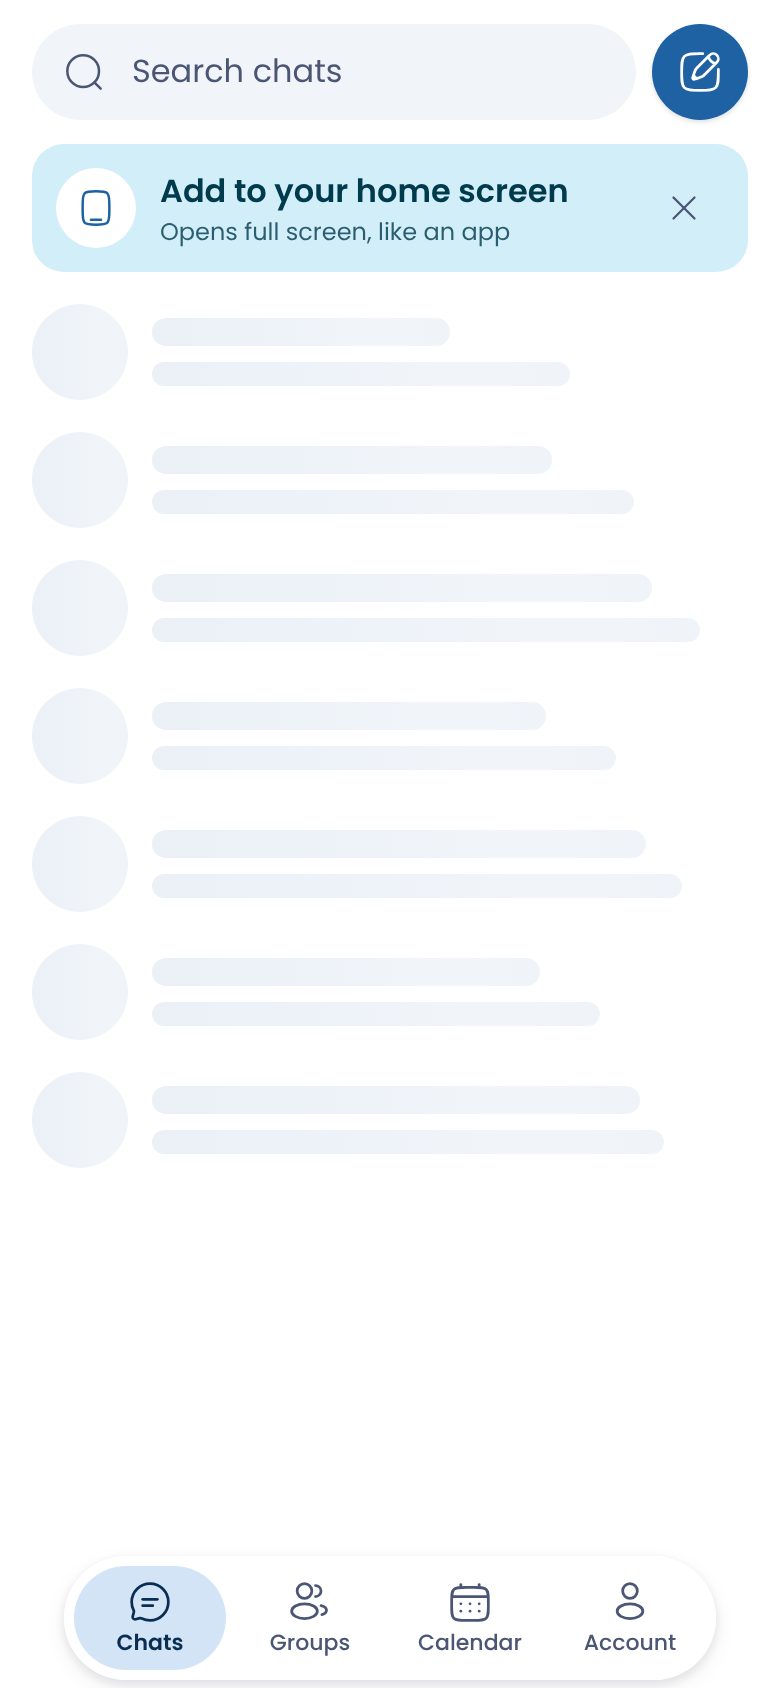 Search chats
Add to your home screen
Opens full screen, like an app
Chats
Groups
Calendar
Account